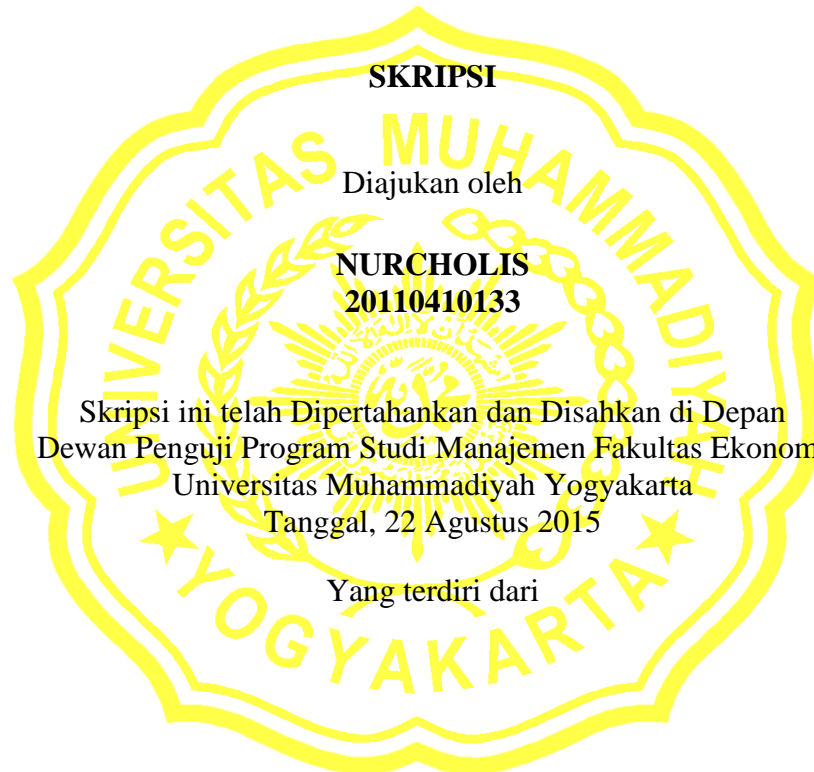 SKRIPSI
Diajukan oleh
NURCHOLIS
20110410133
Skripsi ini telah Dipertahankan dan Disahkan di Depan
Dewan Penguji Program Studi Manajemen Fakultas Ekonom
Universitas Muhammadiyah Yogyakarta
Tanggal, 22 Agustus 2015
Yang terdiri dari
UNIVERSITAS MUHAMMADIYAH
YOGYAKARTA